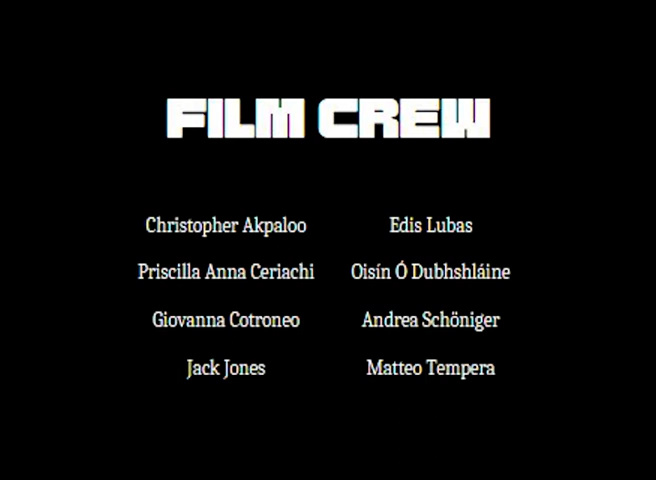 FILM CREW
Christopher Akpaloo
Edis Lubas
Priscilla Anna Ceriachi
Oisín Ó Dubhshláine
Giovanna Cotroneo
Andrea Schöniger
Jack Jones
Matteo Tempera